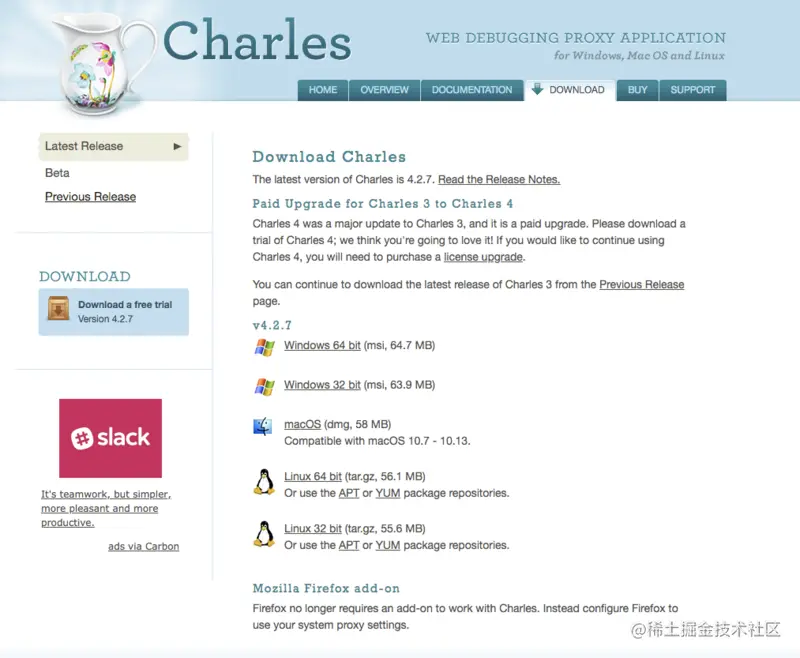 Charles
WEB DEBUGGING PROXY APPLICATION
for Windows, Mac OS and Linux
HOME
OVERVIEW
DOCUMENTATION
DOWNLOAD
BUY
SUPPORT
Latest Release
Beta
Previous Release
DOWNLOAD
Download a free trial
Version 4.2.7
slack
It's teamwork, but simpler,
more pleasant and more
productive.
ads via Carbon
Download Charles
The latest version of Charles is 4.2.7. Read the Release Notes.
Paid Upgrade for Charles 3 to Charles 4
Charles 4 was a major update to Charles 3, and it is a paid upgrade. Please download a
trial of Charles 4; we think you're going to love it! If you would like to continue using
Charles 4, you will need to purchase a license upgrade.
You can continue to download the latest release of Charles 3 from the Previous Release
page.
v4.2.7
Windows 64 bit (msi, 64.7 MB)
Windows 32 bit (msi, 63.9 MB)
macOS (dmg, 58 MB)
Compatible with macOS 10.7 - 10.13.
Linux 64 bit (tar.gz, 56.1 MB)
Or use the APT or YUM package repositories.
Linux 32 bit (tar.gz, 55.6 MB)
Or use the APT or YUM package repositories.
Mozilla Firefox add-on
Firefox no longer requires an add-on to work with Charles. Instead configure Firefox to
use your system proxy settings.
@稀土掘金技术社区